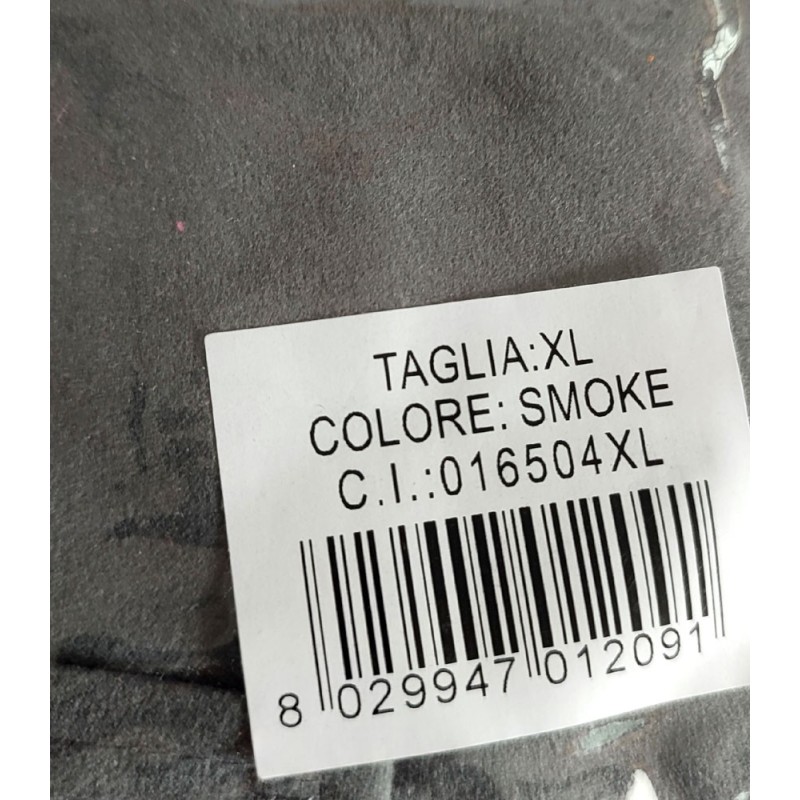 TAGLIA:XL
COLORE: SMOKE
C.I.:016504XL
8 029947 012091